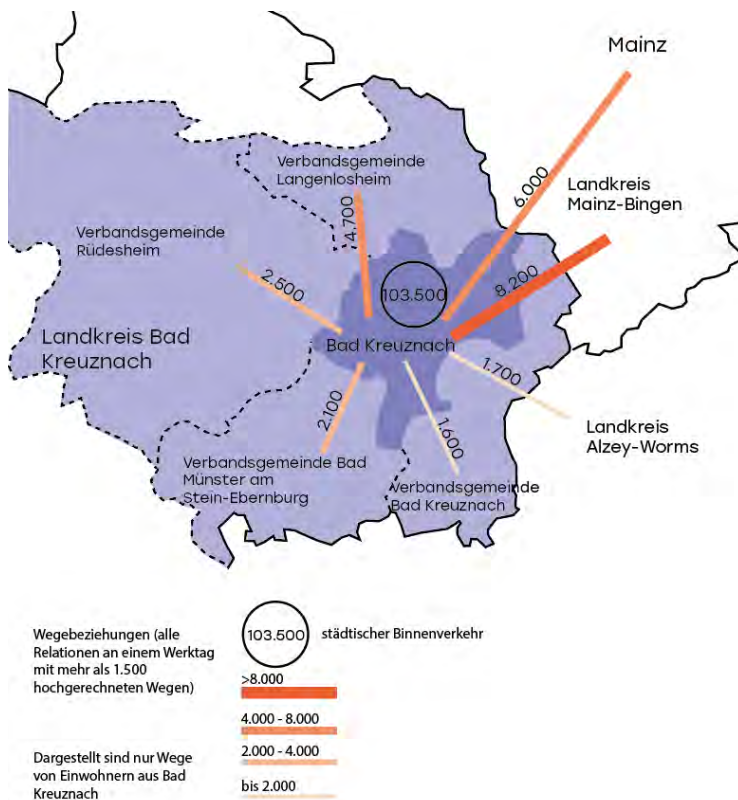 Mainz
6.000
Landkreis
Mainz-Bingen
Verbandsgemeinde
Langenlosheim
4.700
Verbandsgemeinde
Rüdesheim
2.500
103.500
8.200
Landkreis Bad
Kreuznach
Bad Kreuznach
1.700
2.100
1.600
Landkreis
Alzey-Worms
Verbandsgemeinde Bad
Münster am
Stein-Ebernburg
Verbandsgemeinde
Bad Kreuznach
Wegebeziehungen (alle
Relationen an einem Werktag
mit mehr als 1.500
hochgerechneten Wegen)
103.500 städtischer Binnenverkehr
>8.000
4.000 - 8.000
2.000 - 4.000
bis 2.000
Dargestellt sind nur Wege
von Einwohnern aus Bad
Kreuznach